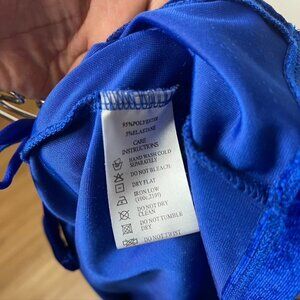 95%POLYESTER
5%ELASTANE
CARE
INSTRUCTIONS
HAND WASH COLD
SEPARATELY
DO NOT BLEACH
DRY FLAT
IRON LOW
DO NOT DRY
CLEAN
DO NOT TUMBLE
DRY
DO NOT TWIST